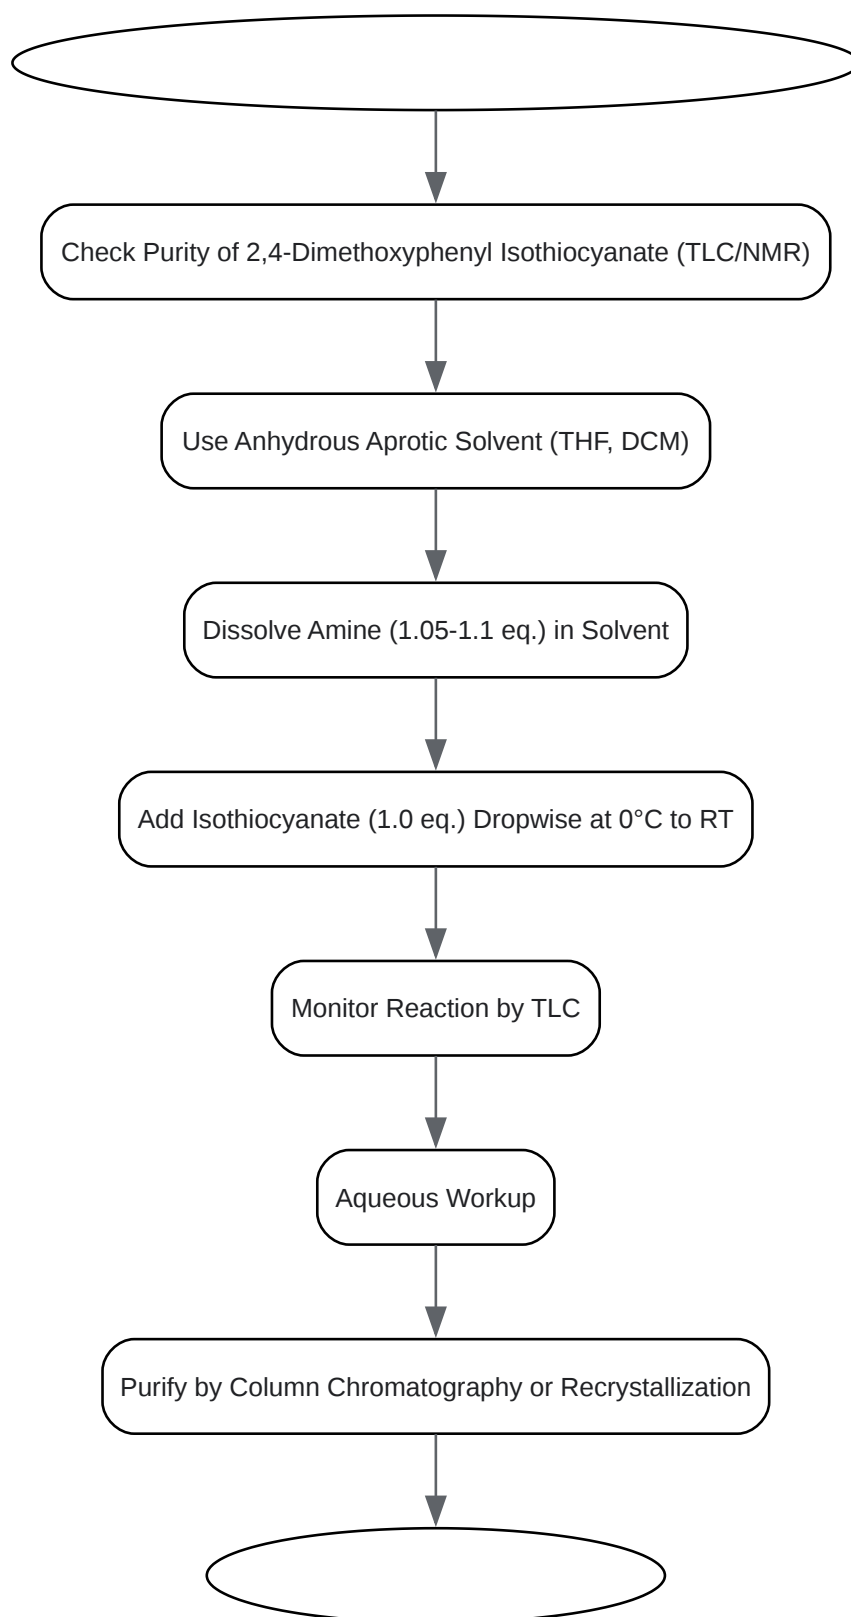 Check Purity of 2,4-Dimethoxyphenyl Isothiocyanate (TLC/NMR)
Use Anhydrous Aprotic Solvent (THF, DCM)
Dissolve Amine (1.05-1.1 eq.) in Solvent
Add Isothiocyanate (1.0 eq.) Dropwise at 0°C to RT
Monitor Reaction by TLC
Aqueous Workup
Purify by Column Chromatography or Recrystallization